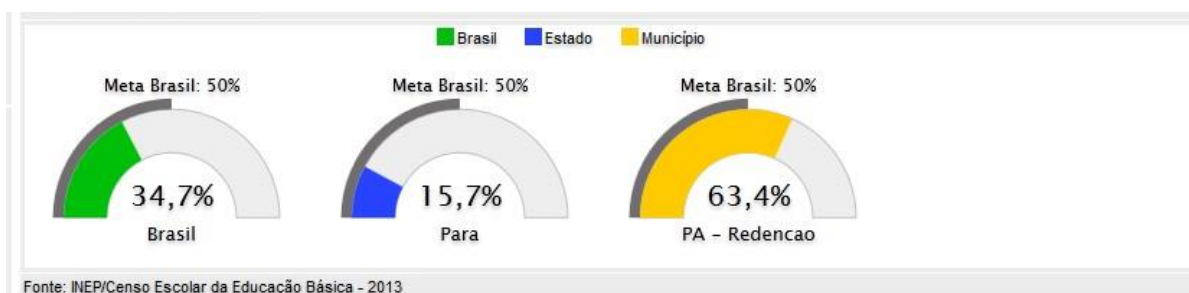 Brasil Estado Município
Meta Brasil: 50% Meta Brasil: 50% Meta Brasil: 50%
34,7% 15,7% 63,4%
Brasil Para PA - Redencao
Fonte: INEP/Censo Escolar da Educação Básica - 2013